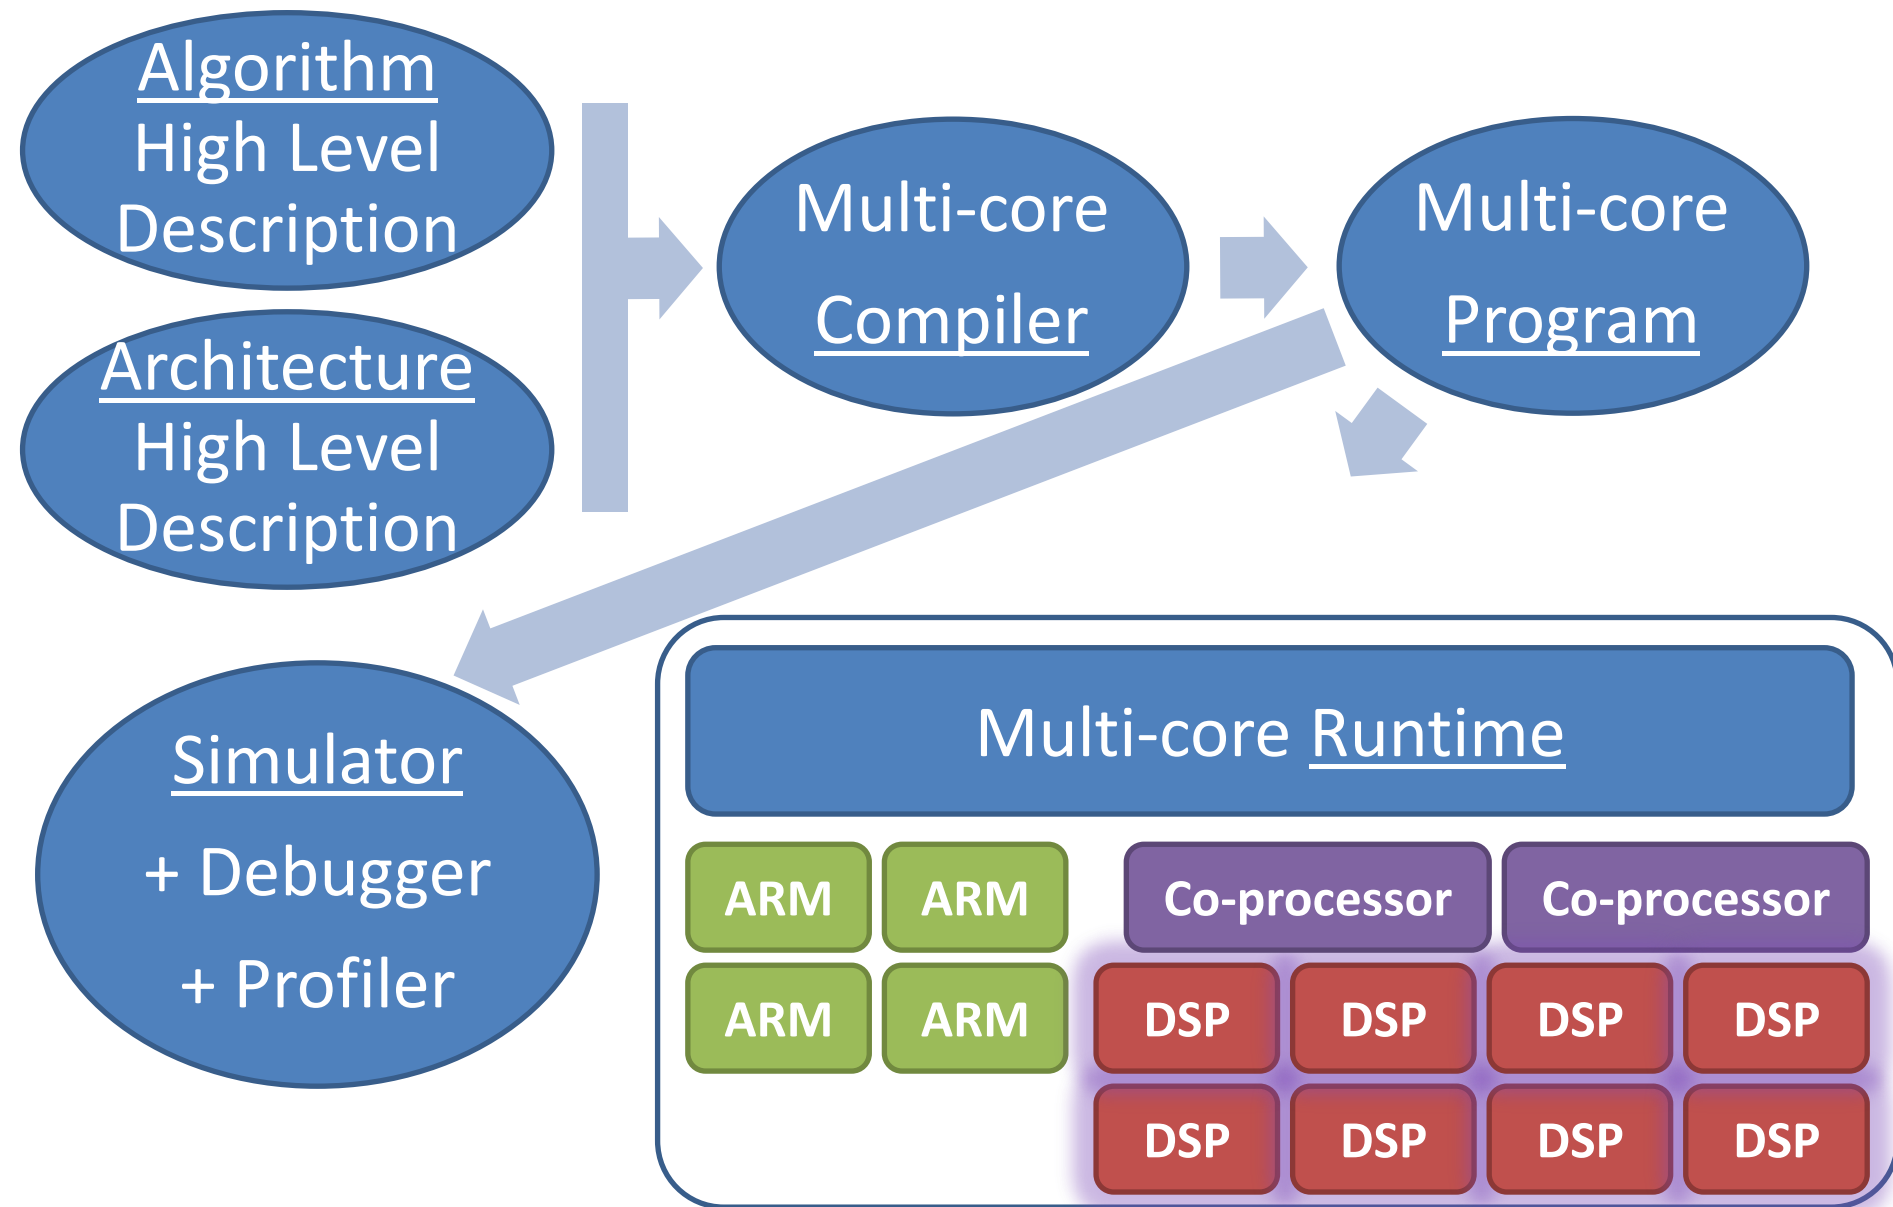 Algorithm
High Level
Description
Architecture
High Level
Description
Multi-core
Compiler
Multi-core
Program
Simulator
+ Debugger
+ Profiler
Multi-core Runtime
ARM ARM Co-processor Co-processor
ARM ARM DSP DSP DSP DSP
DSP DSP DSP DSP